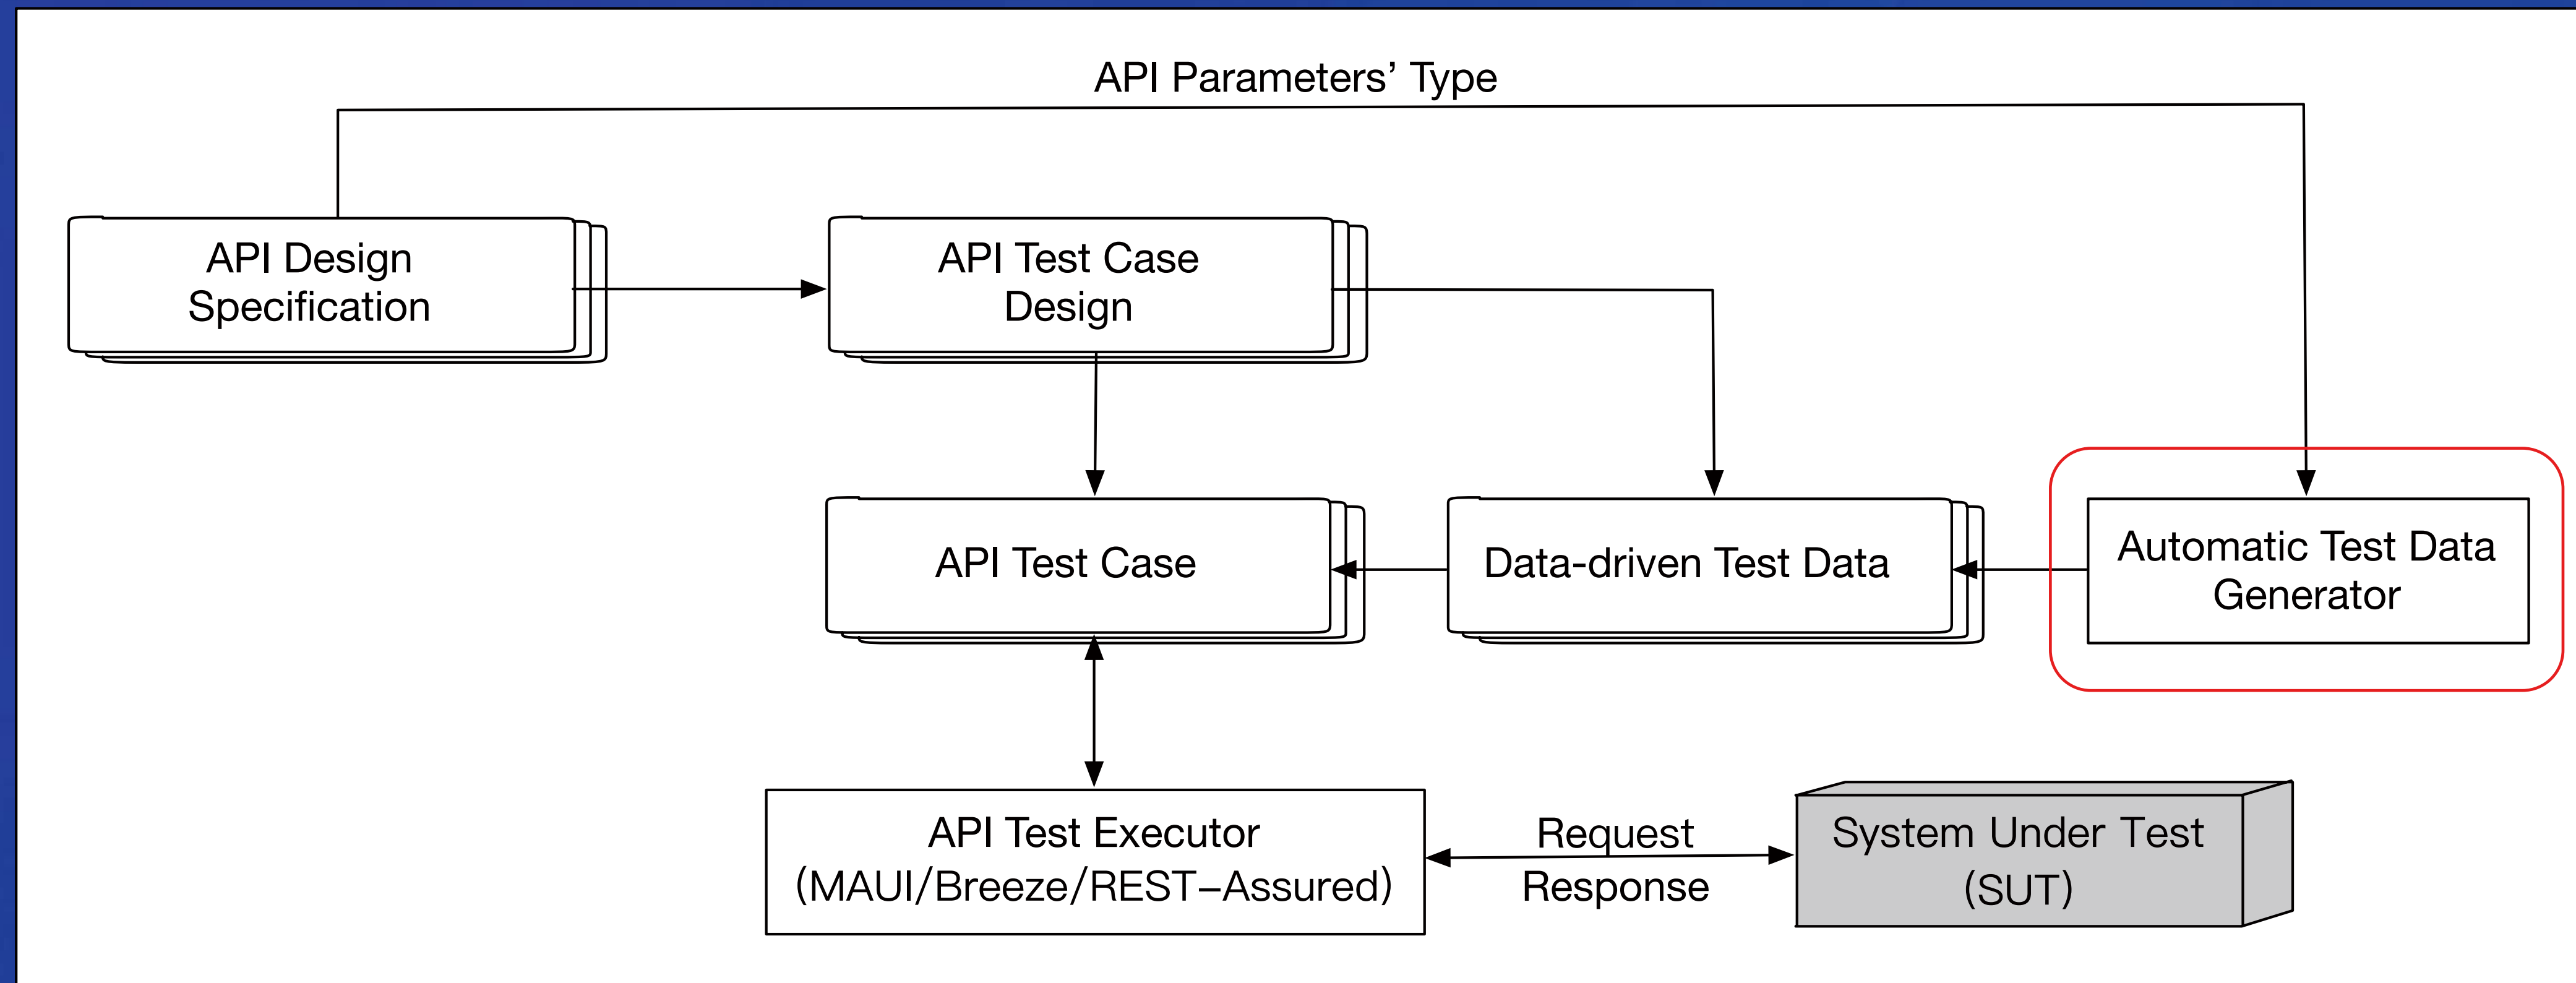 API Parameters’ Type
API Design
Specification
API Test Case
Design
API Test Case
Data-driven Test Data
Automatic Test Data
Generator
API Test Executor
(MAUI/Breeze/REST–Assured)
Request
Response
System Under Test
(SUT)